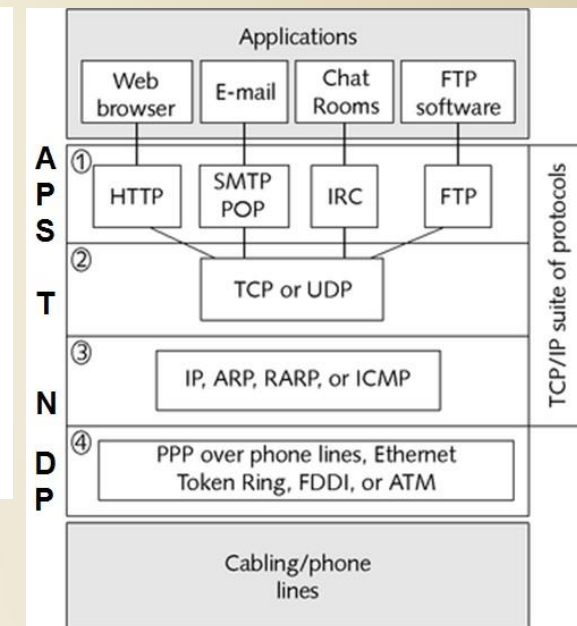 Applications
Web
browser
E-mail
Chat
Rooms
FTP
software
A
P
S
①
HTTP
SMTP
POP
IRC
FTP
T
②
TCP or UDP
N
③
IP, ARP, RARP, or ICMP
TCP/IP suite of protocols
D
P
④
PPP over phone lines, Ethernet
Token Ring, FDDI, or ATM
Cabling/phone
lines